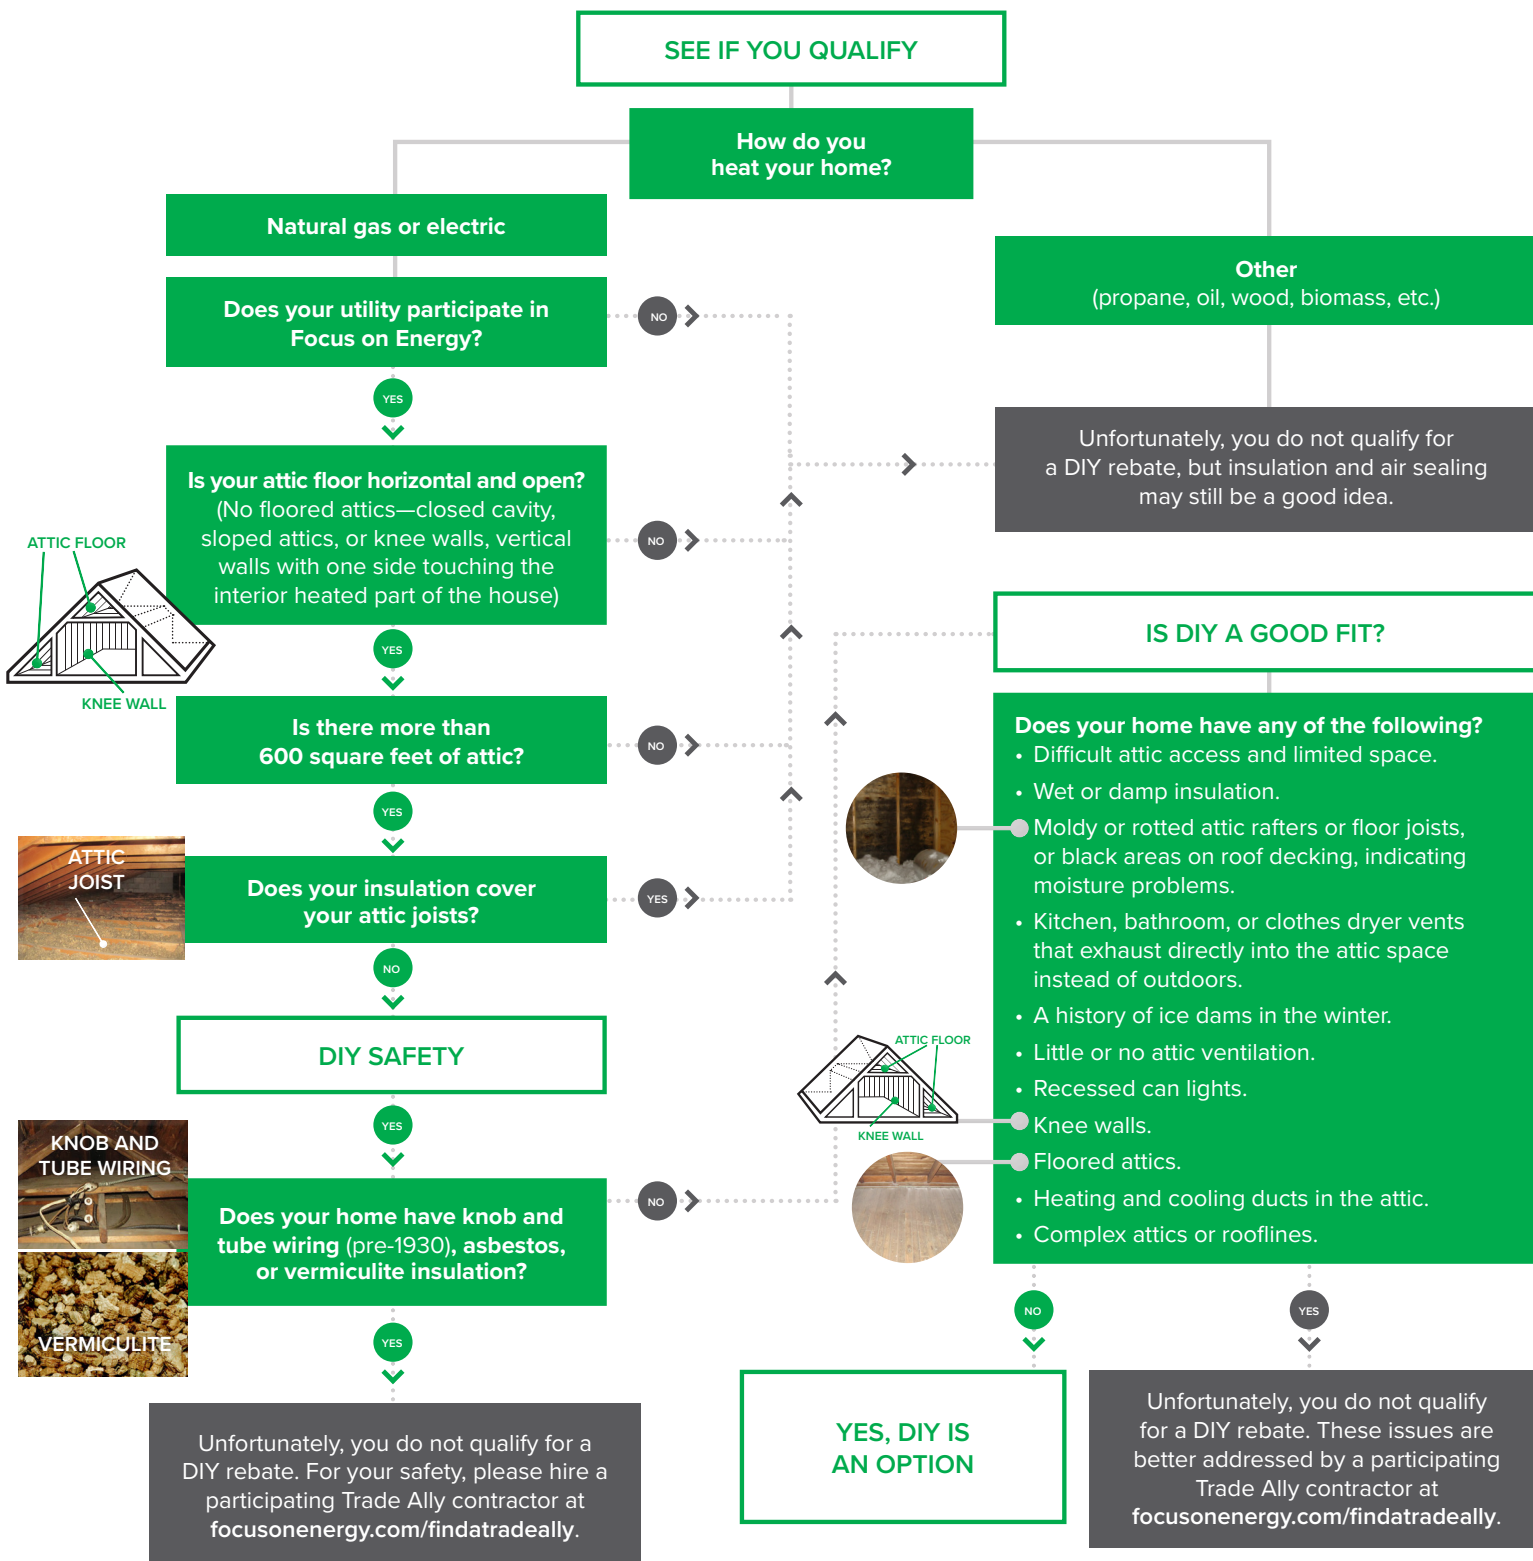 SEE IF YOU QUALIFY
How do you
heat your home?
Natural gas or electric
Does your utility participate in
Focus on Energy?
NO
YES
Other
(propane, oil, wood, biomass, etc.)
Unfortunately, you do not qualify for
a DIY rebate, but insulation and air sealing
may still be a good idea.
Is your attic floor horizontal and open?
(No floored attics—closed cavity,
sloped attics, or knee walls, vertical
walls with one side touching the
interior heated part of the house)
NO
YES
ATTIC FLOOR
KNEE WALL
Is there more than
600 square feet of attic?
NO
YES
ATTIC
JOIST
Does your insulation cover
your attic joists?
YES
NO
DIY SAFETY
YES
KNOB AND
TUBE WIRING
VERMICULITE
Does your home have knob and
tube wiring (pre-1930), asbestos,
or vermiculite insulation?
NO
YES
Unfortunately, you do not qualify for a
DIY rebate. For your safety, please hire a
participating Trade Ally contractor at
focusonenergy.com/findatradeally.
IS DIY A GOOD FIT?
Does your home have any of the following?
• Difficult attic access and limited space.
• Wet or damp insulation.
Moldy or rotted attic rafters or floor joists,
or black areas on roof decking, indicating
moisture problems.
• Kitchen, bathroom, or clothes dryer vents
that exhaust directly into the attic space
instead of outdoors.
• A history of ice dams in the winter.
• Little or no attic ventilation.
• Recessed can lights.
Knee walls.
Floored attics.
• Heating and cooling ducts in the attic.
• Complex attics or rooflines.
ATTIC FLOOR
KNEE WALL
NO
YES
YES, DIY IS
AN OPTION
Unfortunately, you do not qualify
for a DIY rebate. These issues are
better addressed by a participating
Trade Ally contractor at
focusonenergy.com/findatradeally.